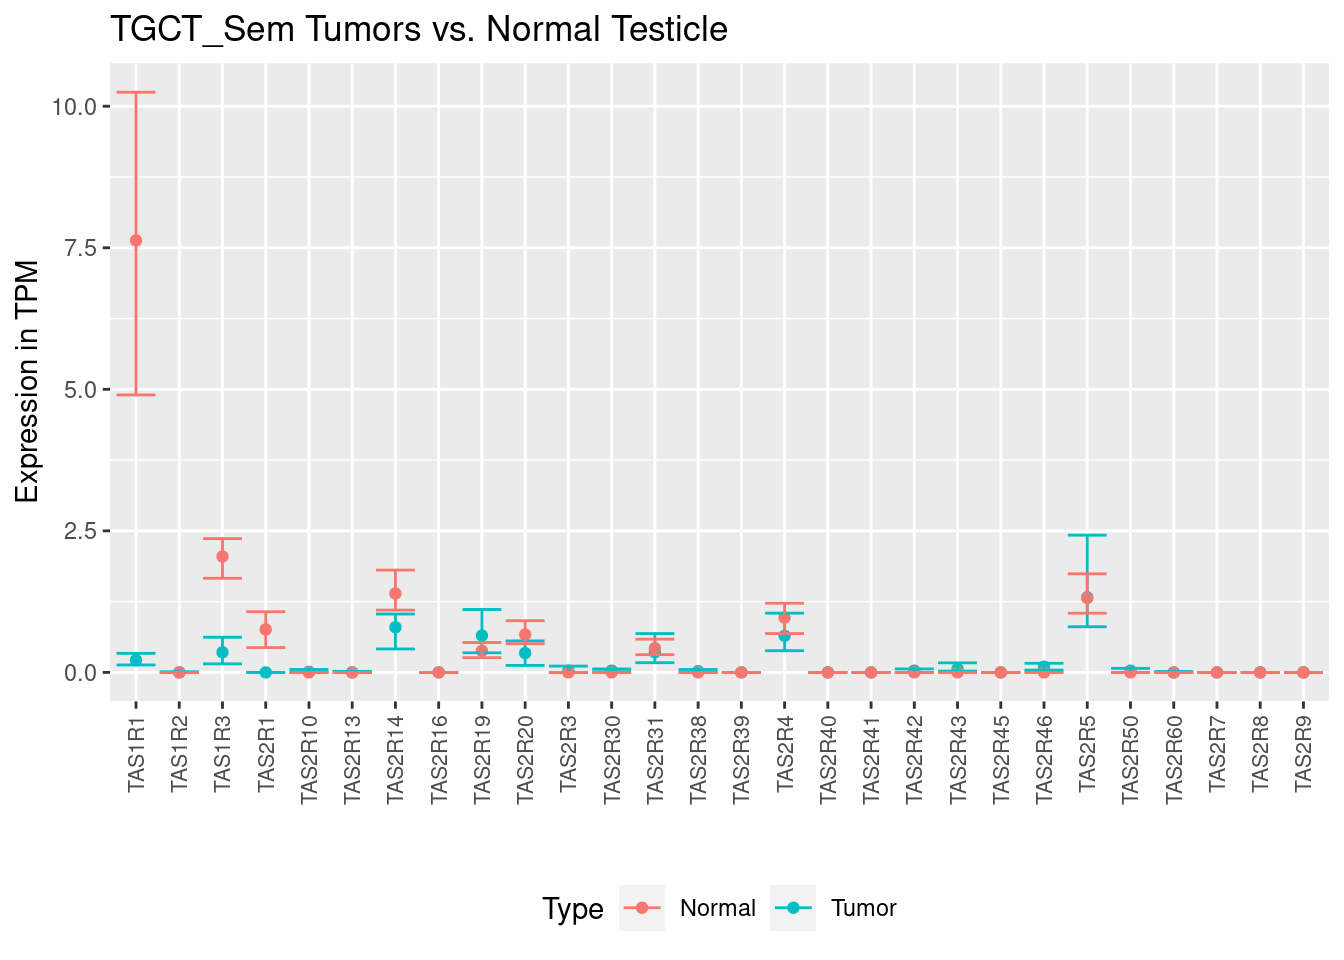 TGCT_Sem Tumors vs. Normal Testicle
Expression in TPM
10.0
7.5
5.0
2.5
0.0
TAS1R1
TAS1R2
TAS1R3
TAS2R1
TAS2R10
TAS2R13
TAS2R14
TAS2R16
TAS2R19
TAS2R20
TAS2R3
TAS2R30
TAS2R31
TAS2R38
TAS2R39
TAS2R4
TAS2R40
TAS2R41
TAS2R42
TAS2R43
TAS2R45
TAS2R46
TAS2R5
TAS2R50
TAS2R60
TAS2R7
TAS2R8
TAS2R9
Type Normal Tumor